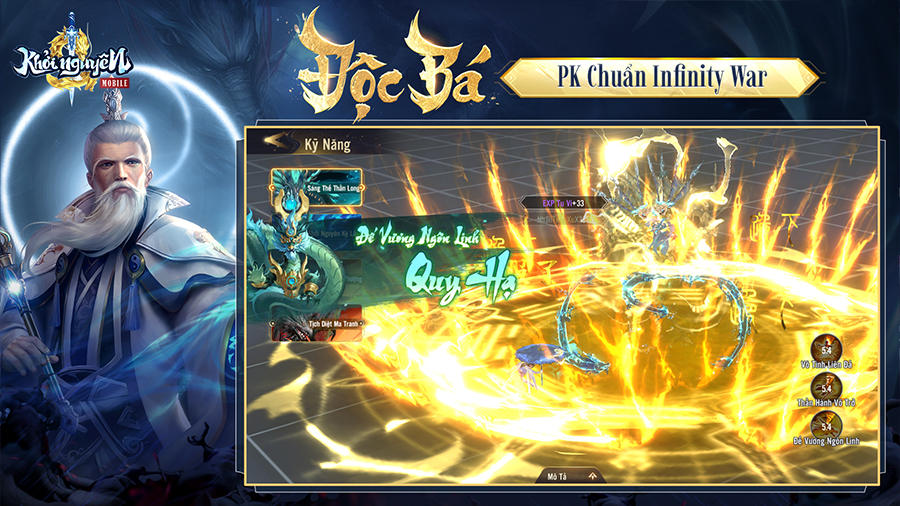 Khởi Nguyên
MOBILE
Độc Bá
PK Chuẩn Infinity War
Kỹ Năng
Sáng Thế Thần Long
EXP Tu Vi+33
Đế Vương Ngôn Linh
Quy Hạ
Tịch Diệt Ma Tranh
5.4
Vô Tình Liên Đả
5.4
Thần Hành Vũ Trụ
5.4
Đế Vương Ngôn Linh
Mô Tả